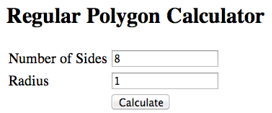 Regular Polygon Calculator
Number of Sides 8
Radius 1
Calculate